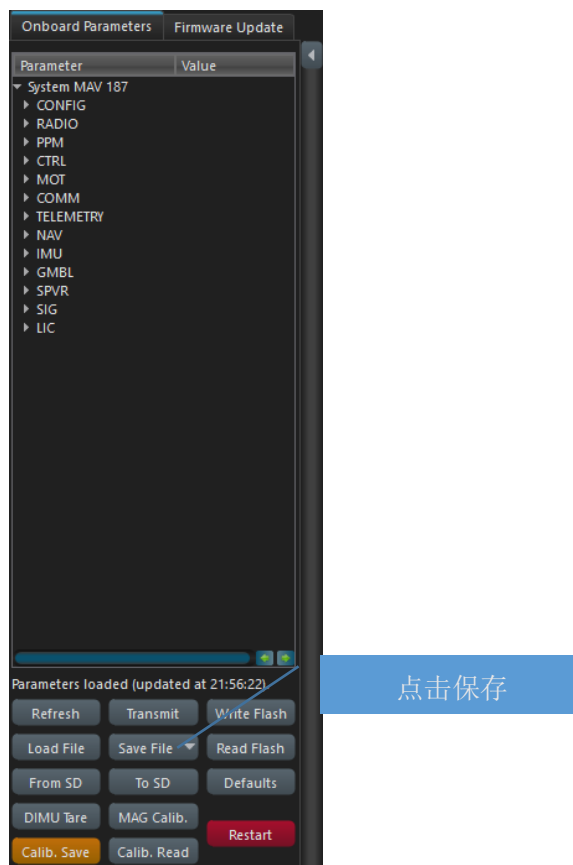 Onboard Parameters Firmware Update
Parameter Value
System MAV 187
CONFIG
RADIO
PPM
CTRL
MOT
COMM
TELEMETRY
NAV
IMU
GMBL
SPVR
SIG
LIC
Parameters loaded (updated at 21:56:22).
点击保存
Refresh Transmit Write Flash
Load File Save File Read Flash
From SD To SD Defaults
DIMU Tare MAG Calib.
Restart
Calib. Save Calib. Read